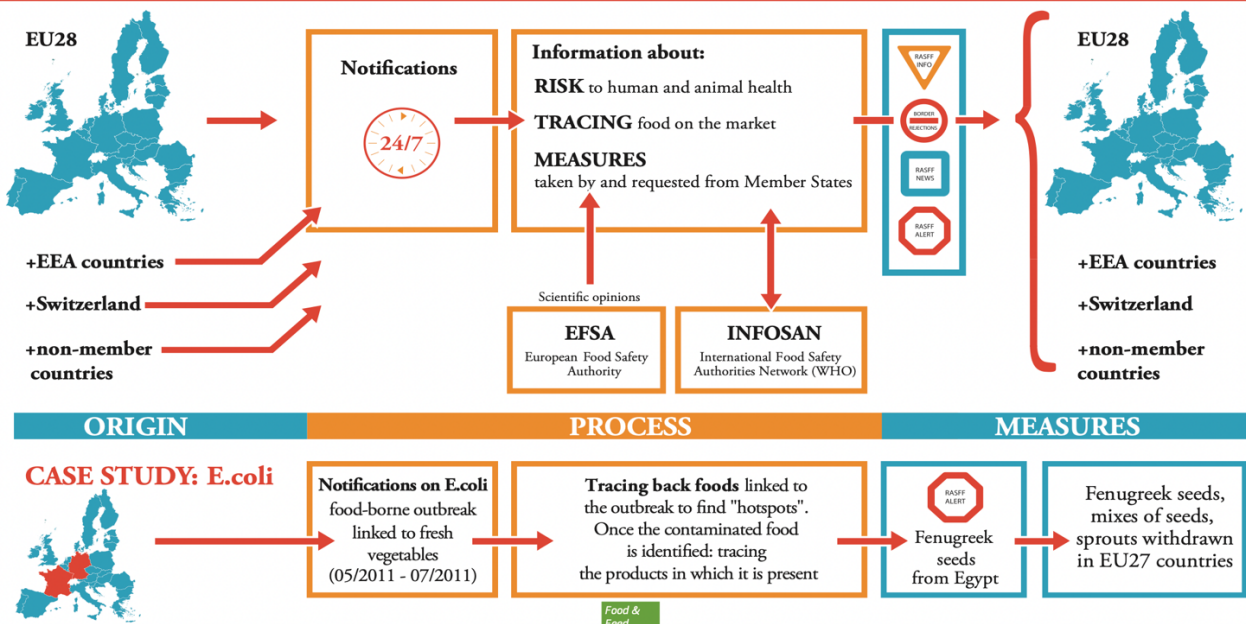 EU28
Notifications
24/7
Information about:
RISK to human and animal health
TRACING food on the market
MEASURES
taken by and requested from Member States
RASFF
INFO
BORDER
REJECTIONS
RASFF
NEWS
RASFF
ALERT
EU28
+EEA countries
+Switzerland
+non-member
countries
Scientific opinions
EFSA
European Food Safety
Authority
INFOSAN
International Food Safety
Authorities Network (WHO)
+EEA countries
+Switzerland
+non-member
countries
ORIGIN
PROCESS
MEASURES
CASE STUDY: E.coli
Notifications on E.coli
food-borne outbreak
linked to fresh
vegetables
(05/2011 - 07/2011)
Tracing back foods linked to
the outbreak to find "hotspots".
Once the contaminated food
is identified: tracing
the products in which it is present
RASFF
ALERT
Fenugreek
seeds
from Egypt
Fenugreek seeds,
mixes of seeds,
sprouts withdrawn
in EU27 countries
Food &
Feed